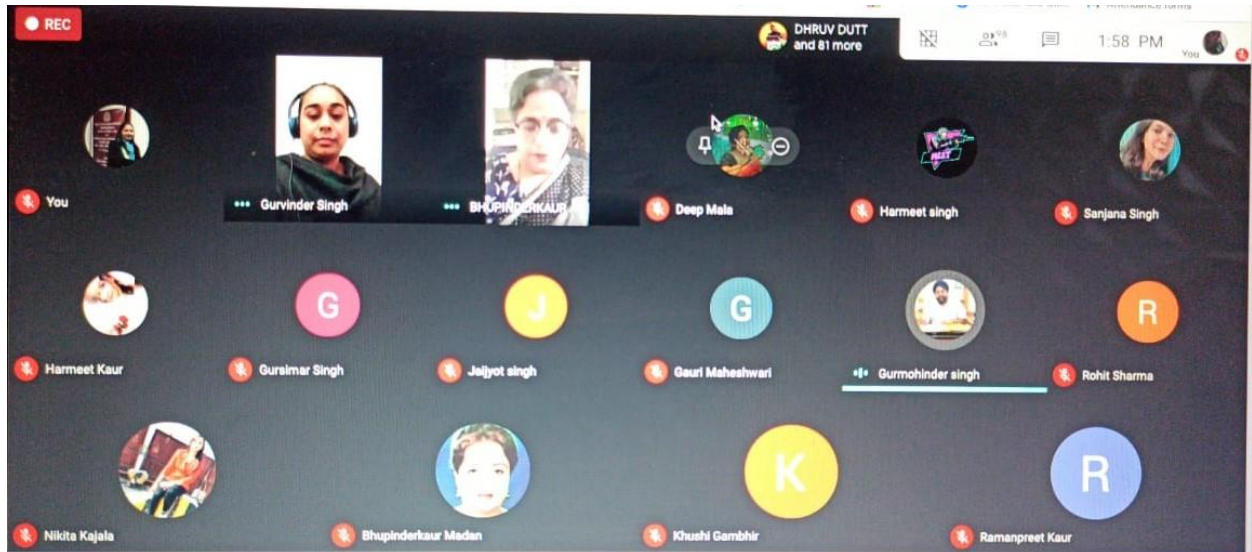 REC
DHRUV DUTT
and 81 more
98
1:58 PM
You
You
Gurvinder Singh
BHUPINDERKAUR
Deep Mala
Harmeet singh
Sanjana Singh
Harmeet Kaur
G
Gursimar Singh
J
Jaijyot singh
G
Gauri Maheshwari
Gurmohinder singh
R
Rohit Sharma
Nikita Kajala
Bhupinderkaur Madan
K
Khushi Gambhir
R
Ramanpreet Kaur